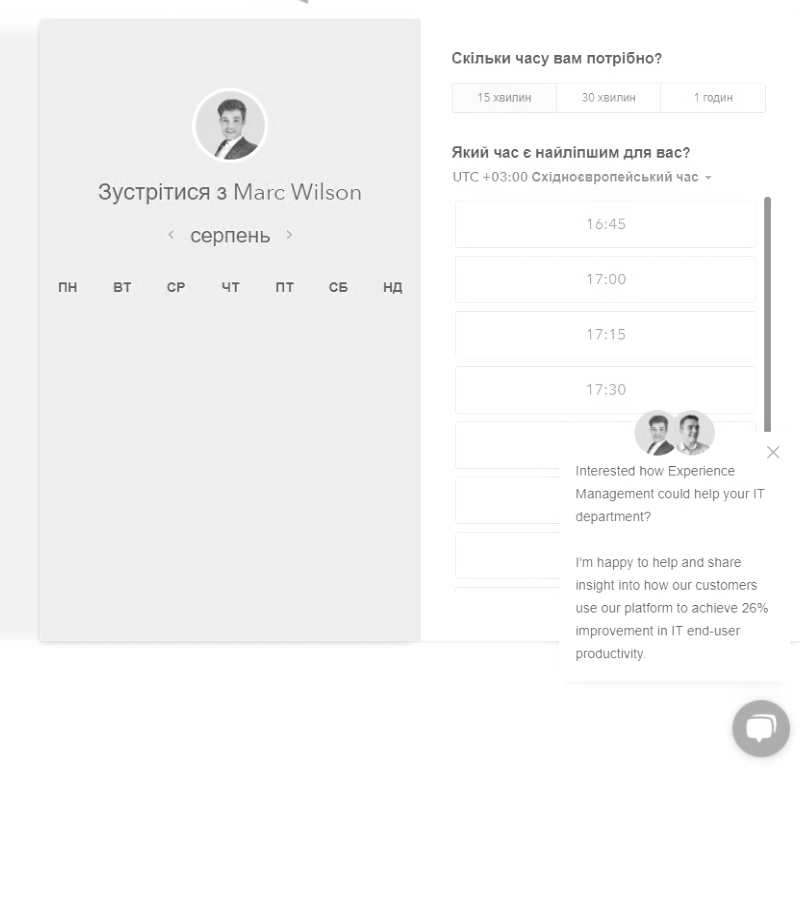 Зустрітися з Marc Wilson
серпень
ПН ВТ СР ЧТ ПТ СБ НД
Скільки часу вам потрібно?
15 хвилин 30 хвилин 1 годин
Який час є найліпшим для вас?
UTC +03:00 Східноєвропейський час
16:45
17:00
17:15
17:30
Interested how Experience
Management could help your IT
department?
I'm happy to help and share
insight into how our customers
use our platform to achieve 26%
improvement in IT end-user
productivity.